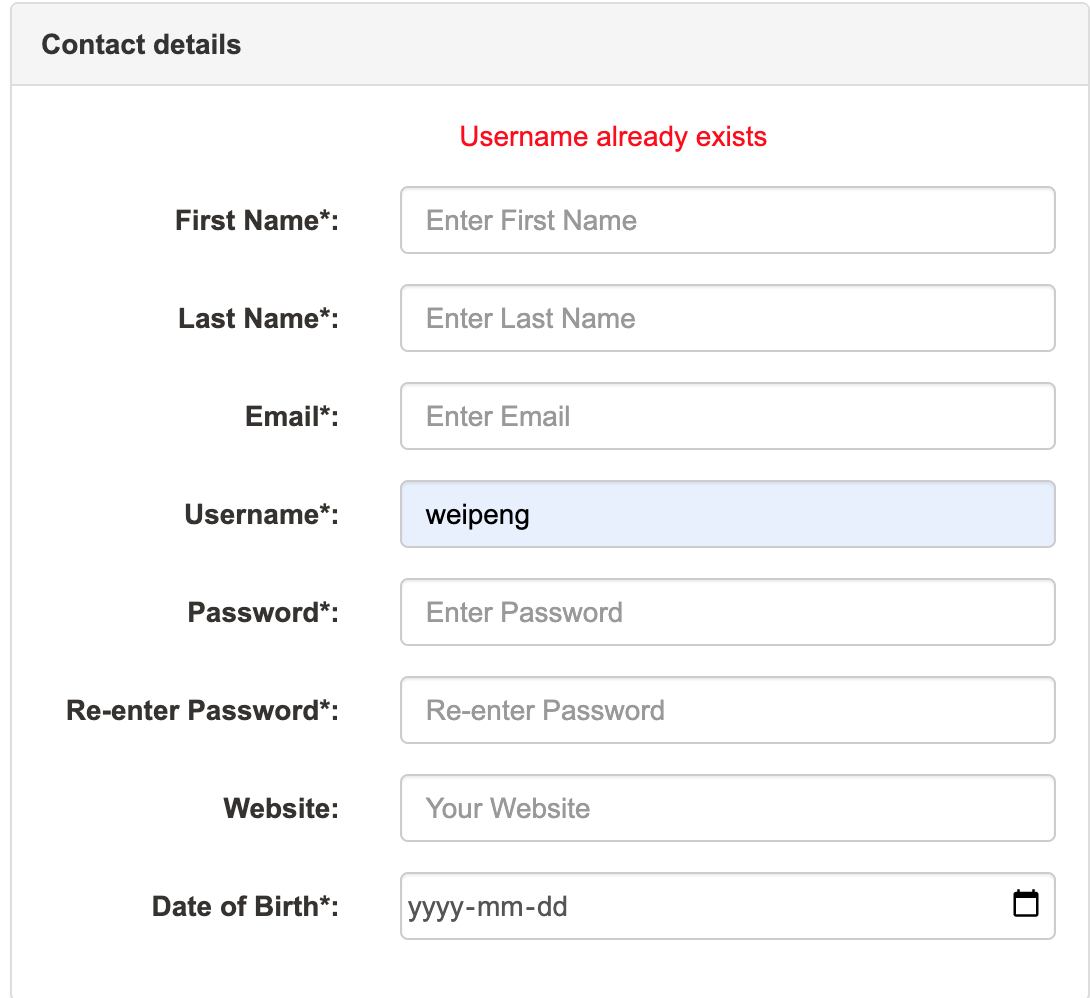 Contact details
Username already exists
First Name*: Enter First Name
Last Name*: Enter Last Name
Email*: Enter Email
Username*: weipeng
Password*: Enter Password
Re-enter Password*: Re-enter Password
Website: Your Website
Date of Birth*: yyyy-mm-dd